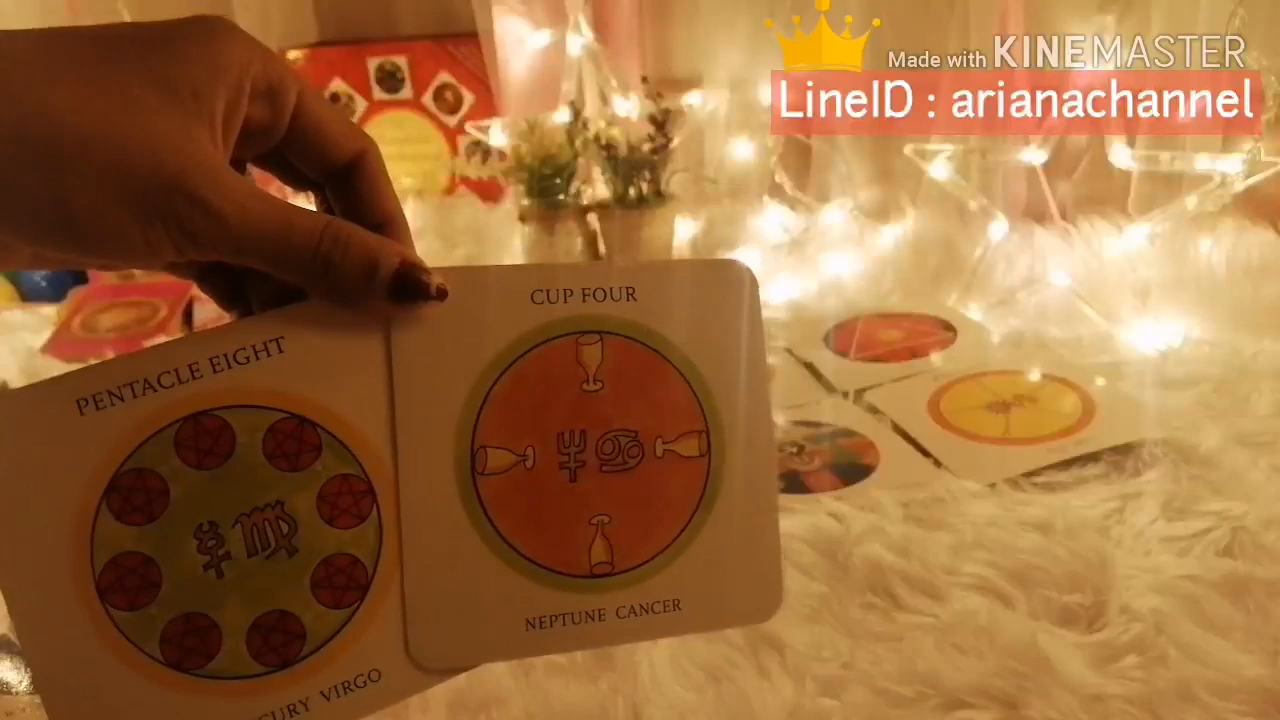 Made with KINEMASTER
LineID : arianachannel
CUP FOUR
NEPTUNE CANCER
PENTACLE EIGHT
VIRGO